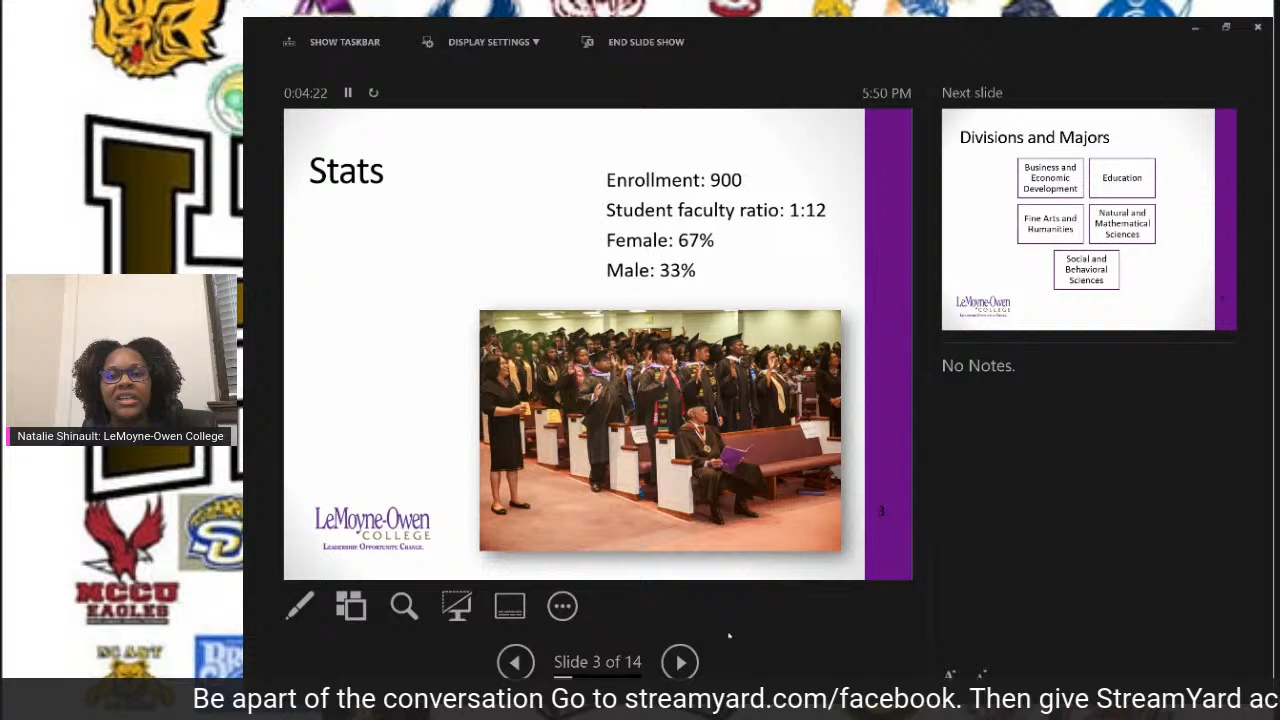 SHOW TASKBAR
DISPLAY SETTINGS ▼
END SLIDE SHOW
0:04:22
5:50 PM
Stats
Enrollment: 900
Student faculty ratio: 1:12
Female: 67%
Male: 33%
LeMoyne-Owen
COLLEGE
LEADERSHIP. OPPORTUNITY. CHANGE.
3
Next slide
Divisions and Majors
Business and
Economic
Development
Education
Fine Arts and
Humanities
Natural and
Mathematical
Sciences
Social and
Behavioral
Sciences
LeMoyne-Owen
COLLEGE
No Notes.
Slide 3 of 14
Natalie Shinault: LeMoyne-Owen College
MCCU
EAGLES
Be apart of the conversation Go to streamyard.com/facebook. Then give StreamYard ac